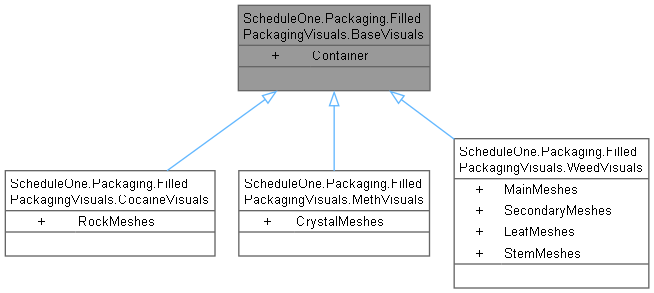 ScheduleOne.Packaging.Filled
PackagingVisuals.BaseVisuals
+ Container
ScheduleOne.Packaging.Filled
PackagingVisuals.CocaineVisuals
+ RockMeshes
ScheduleOne.Packaging.Filled
PackagingVisuals.MethVisuals
+ CrystalMeshes
ScheduleOne.Packaging.Filled
PackagingVisuals.WeedVisuals
+ MainMeshes
+ SecondaryMeshes
+ LeafMeshes
+ StemMeshes